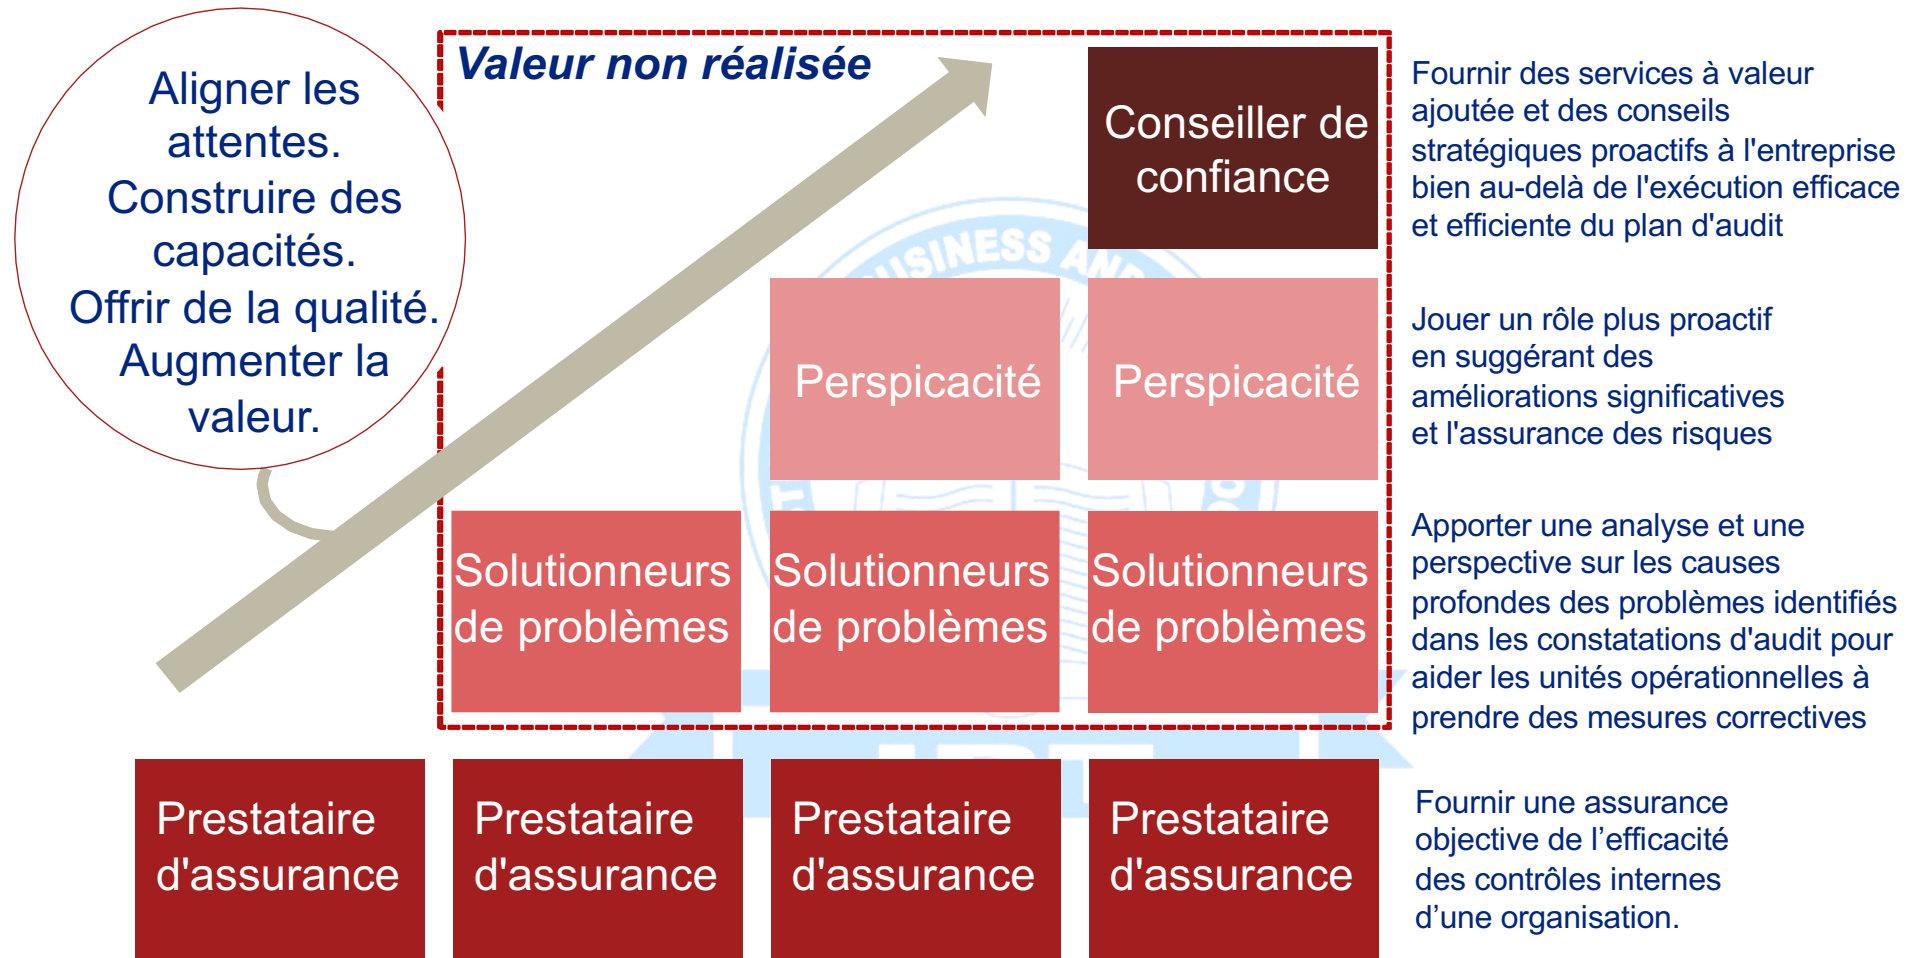 Aligner les
attentes.
Construire des
capacités.
Offrir de la qualité.
Augmenter la
valeur.
Valeur non réalisée
Conseiller de
confiance
Fournir des services à valeur
ajoutée et des conseils
stratégiques proactifs à l'entreprise
bien au-delà de l'exécution efficace
et efficiente du plan d'audit
Perspicacité
Perspicacité
Jouer un rôle plus proactif
en suggérant des
améliorations significatives
et l'assurance des risques
Solutionneurs
de problèmes
Solutionneurs
de problèmes
Solutionneurs
de problèmes
Apporter une analyse et une
perspective sur les causes
profondes des problèmes identifiés
dans les constatations d'audit pour
aider les unités opérationnelles à
prendre des mesures correctives
Prestataire
d'assurance
Prestataire
d'assurance
Prestataire
d'assurance
Prestataire
d'assurance
Fournir une assurance
objective de l’efficacité
des contrôles internes
d’une organisation.